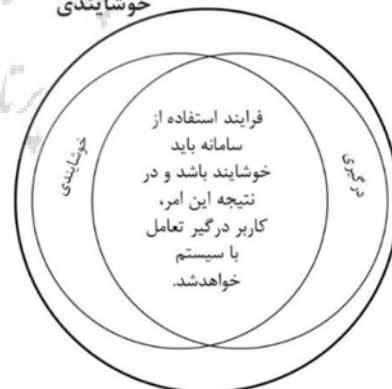 خوشایندی
خوشایندی
فرایند استفاده از
سامانه باید
خوشایند باشد و در
نتیجه این امر،
کاربر درگیر تعامل
با سیستم
خواهدشد.
درگیری